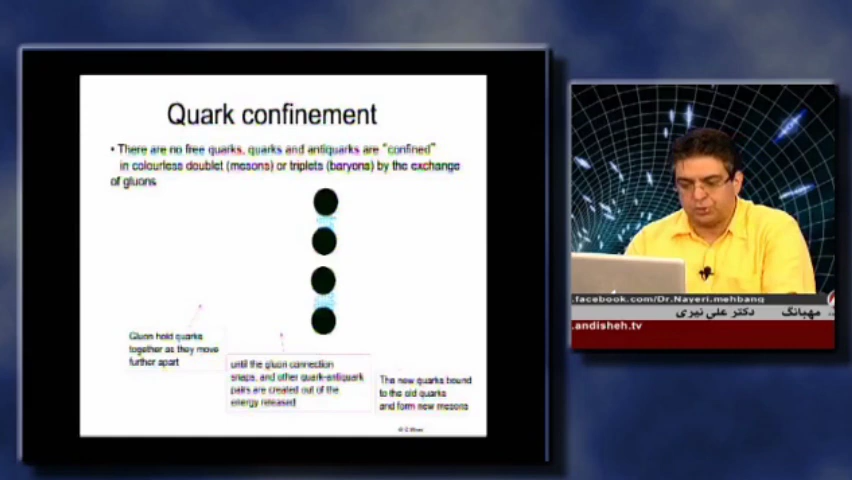 Quark confinement
• There are no free quarks, quarks and antiquarks are "confined"
in colourless doublet (mesons) or triplets (baryons) by the exchange
of gluons
Gluon hold quarks
together as they move
further apart
until the gluon connection
snaps, and other quark-antiquark
pairs are created out of the
energy released
The new quarks bound
to the old quarks
and form new mesons
.facebook.com/Dr.Nayeri.mehbang
مهبانگ دکتر علی نیری
.andisheh.tv